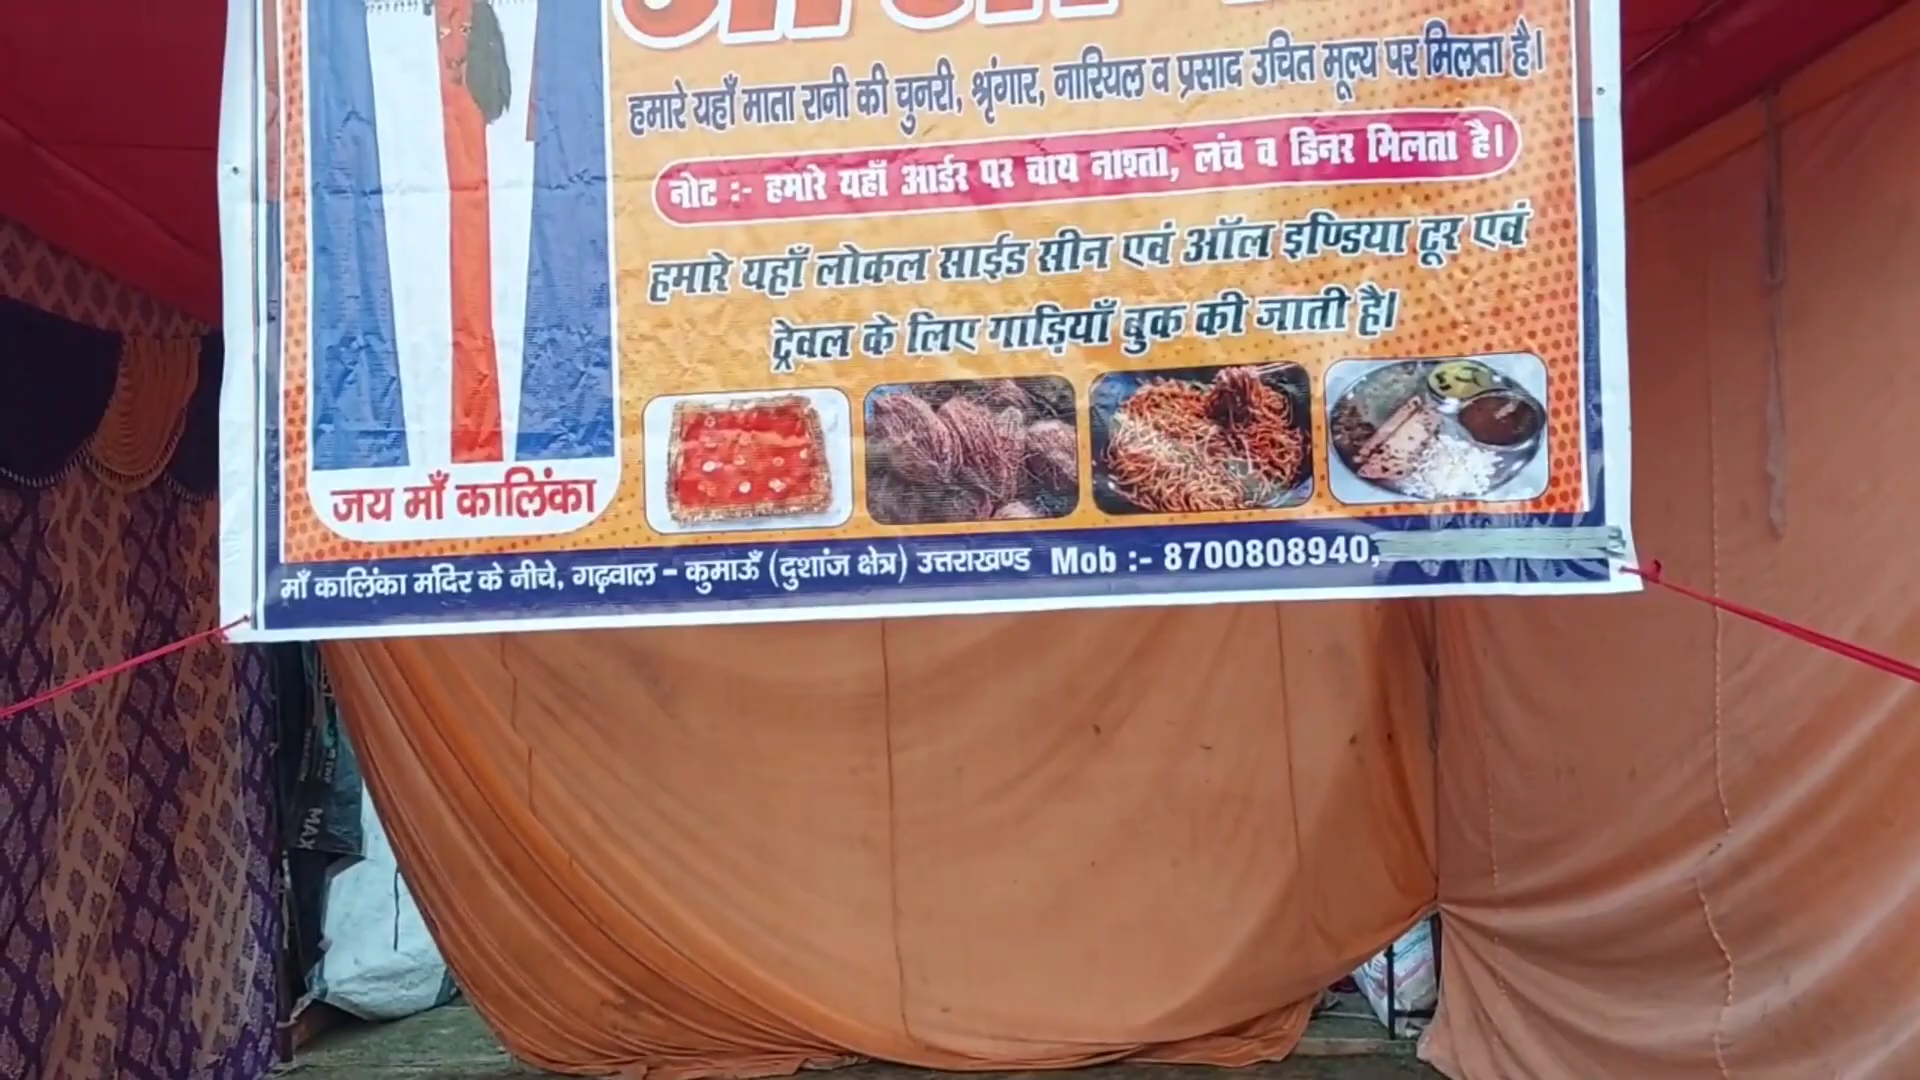 हमारे यहाँ माता रानी की चुनरी, श्रृंगार, नारियल व प्रसाद उचित मूल्य पर मिलता है।
नोट :- हमारे यहाँ आर्डर पर चाय नाश्ता, लंच व डिनर मिलता है।
हमारे यहाँ लोकल साईड सीन एवं ऑल इण्डिया टूर एवं
ट्रेवल के लिए गाड़ियाँ बुक की जाती है।
जय माँ कालिंका
माँ कालिंका मंदिर के नीचे, गढ़वाल - कुमाऊँ (दुशांज क्षेत्र) उत्तराखण्ड Mob :- 8700808940,
MAX